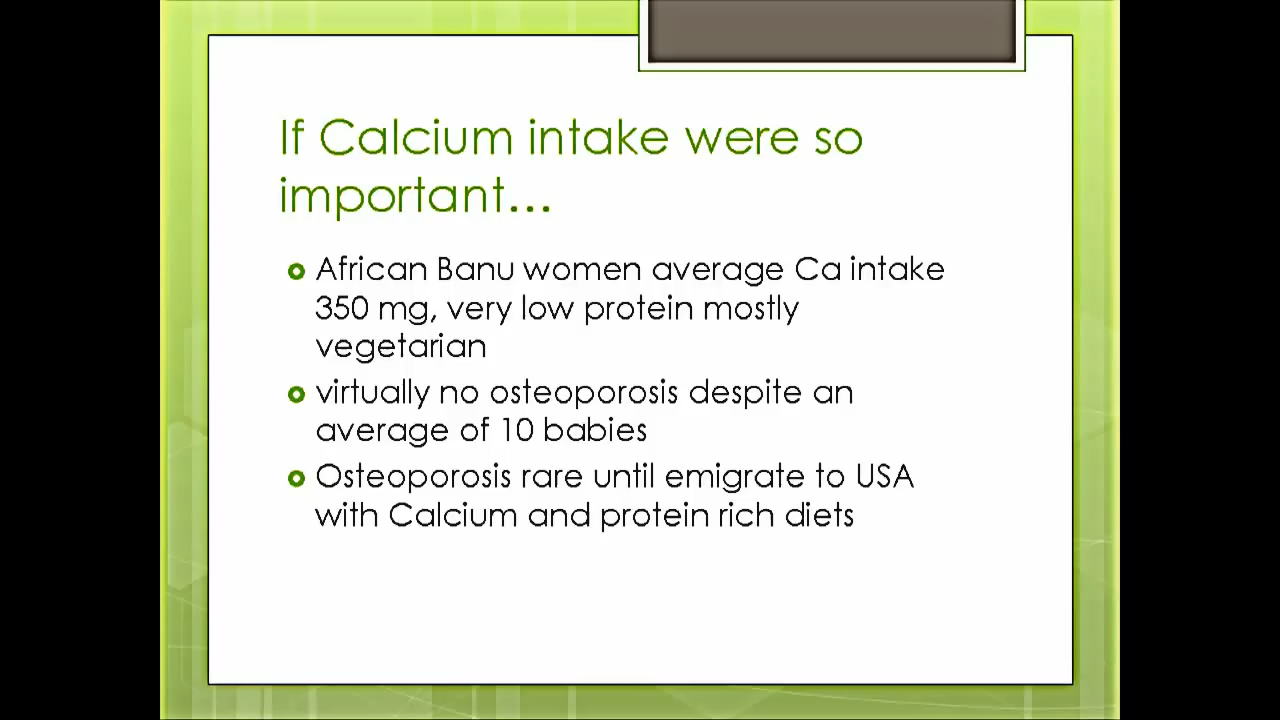 If Calcium intake were so
important...
African Banu women average Ca intake
350 mg, very low protein mostly
vegetarian
virtually no osteoporosis despite an
average of 10 babies
Osteoporosis rare until emigrate to USA
with Calcium and protein rich diets